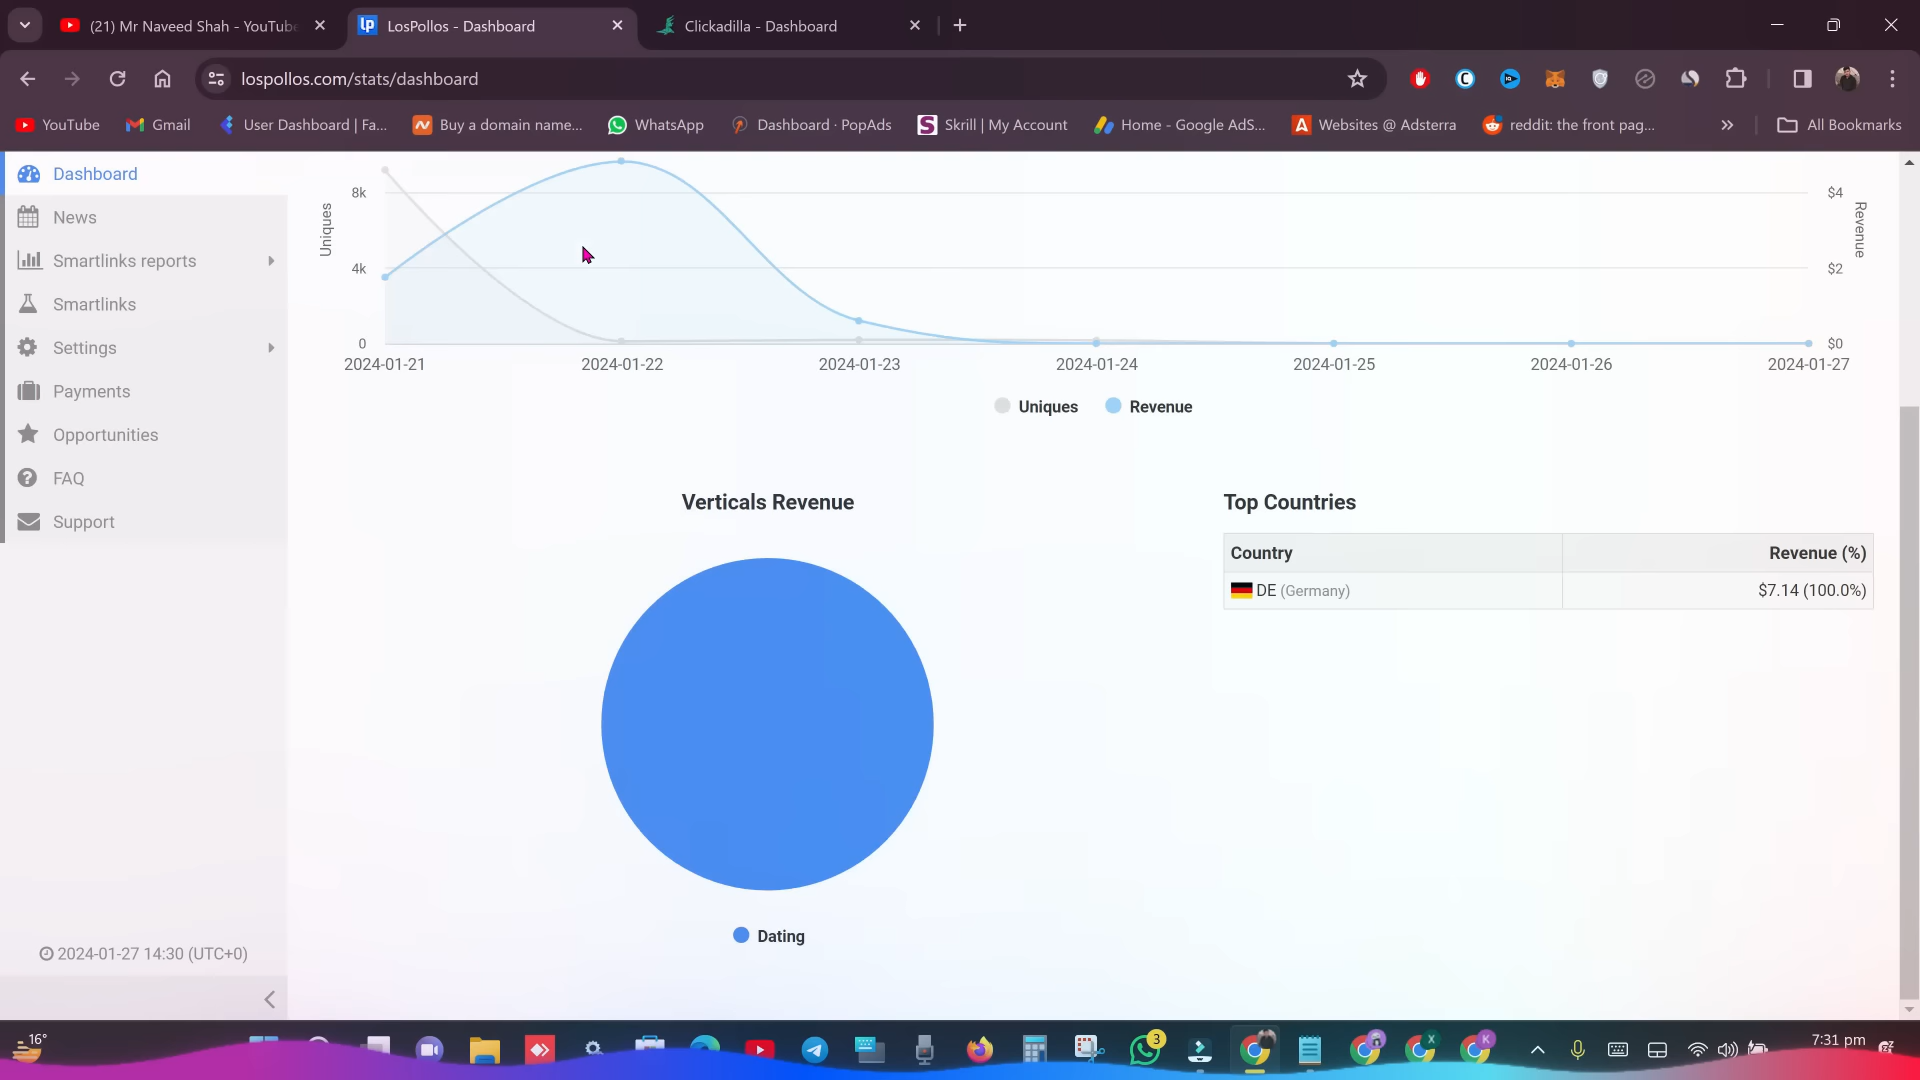 (21) Mr Naveed Shah - YouTube
LosPollos - Dashboard
Clickadilla - Dashboard
lospollos.com/stats/dashboard
YouTube
Gmail
User Dashboard | Fa...
Buy a domain name...
WhatsApp
Dashboard · PopAds
Skrill | My Account
Home - Google AdS...
Websites @ Adsterra
reddit: the front pag...
All Bookmarks
Dashboard
News
Smartlinks reports
Smartlinks
Settings
Payments
Opportunities
FAQ
Support
2024-01-27 14:30 (UTC+0)
Uniques
8k
4k
0
$4
$2
$0
Revenue
2024-01-21
2024-01-22
2024-01-23
2024-01-24
2024-01-25
2024-01-26
2024-01-27
Uniques
Revenue
Verticals Revenue
Dating
Top Countries
Country
Revenue (%)
DE (Germany)
$7.14 (100.0%)
16°
3
7:31 pm